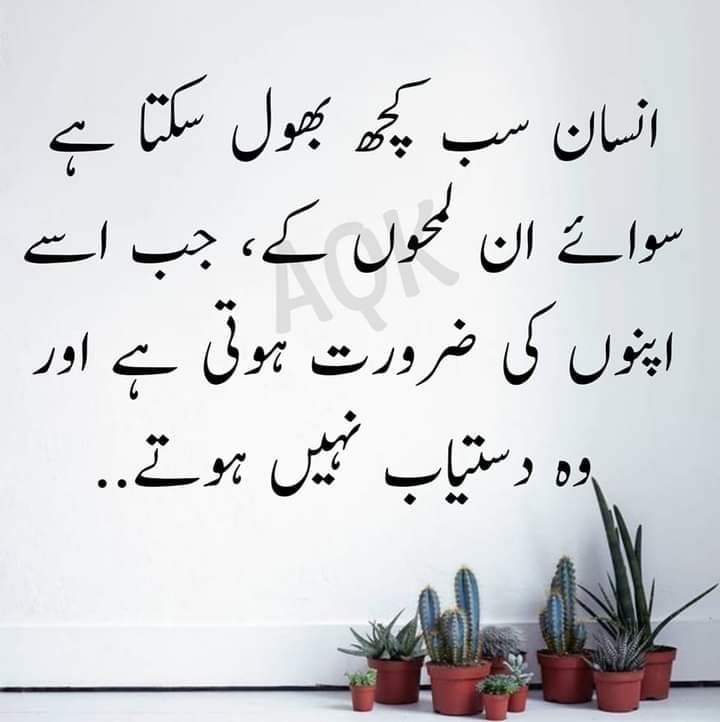 انسان سب کچھ بھول سکتا ہے
سوائے ان لمحوں کے، جب اسے
اپنوں کی ضرورت ہوتی ہے اور
وہ دستیاب نہیں ہوتے..
AQK